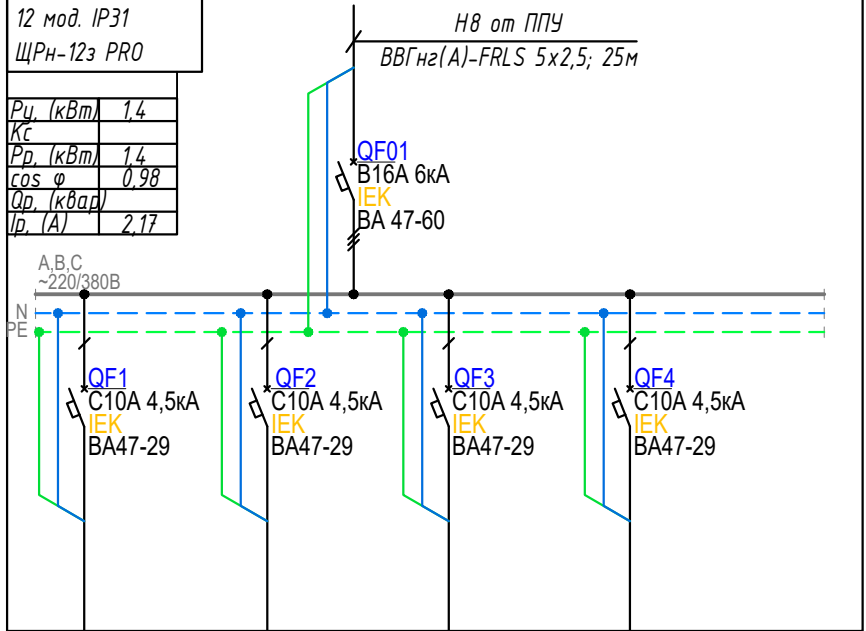 12 мод. IP31
ЩРн-12з PRO
Н8 от ППУ
ВВГнг(А)-FRLS 5х2,5; 25м
Ру, (кВт) 1,4
Кс
Рр, (кВт) 1,4
cos φ 0,98
Qp, (квар)
Ip, (А) 2,17
QF01
B16A 6кА
IEK
ВА 47-60
A,B,C
~220/380В
N
PE
QF1
C10A 4,5кА
IEK
ВА47-29
QF2
C10A 4,5кА
IEK
ВА47-29
QF3
C10A 4,5кА
IEK
ВА47-29
QF4
C10A 4,5кА
IEK
ВА47-29